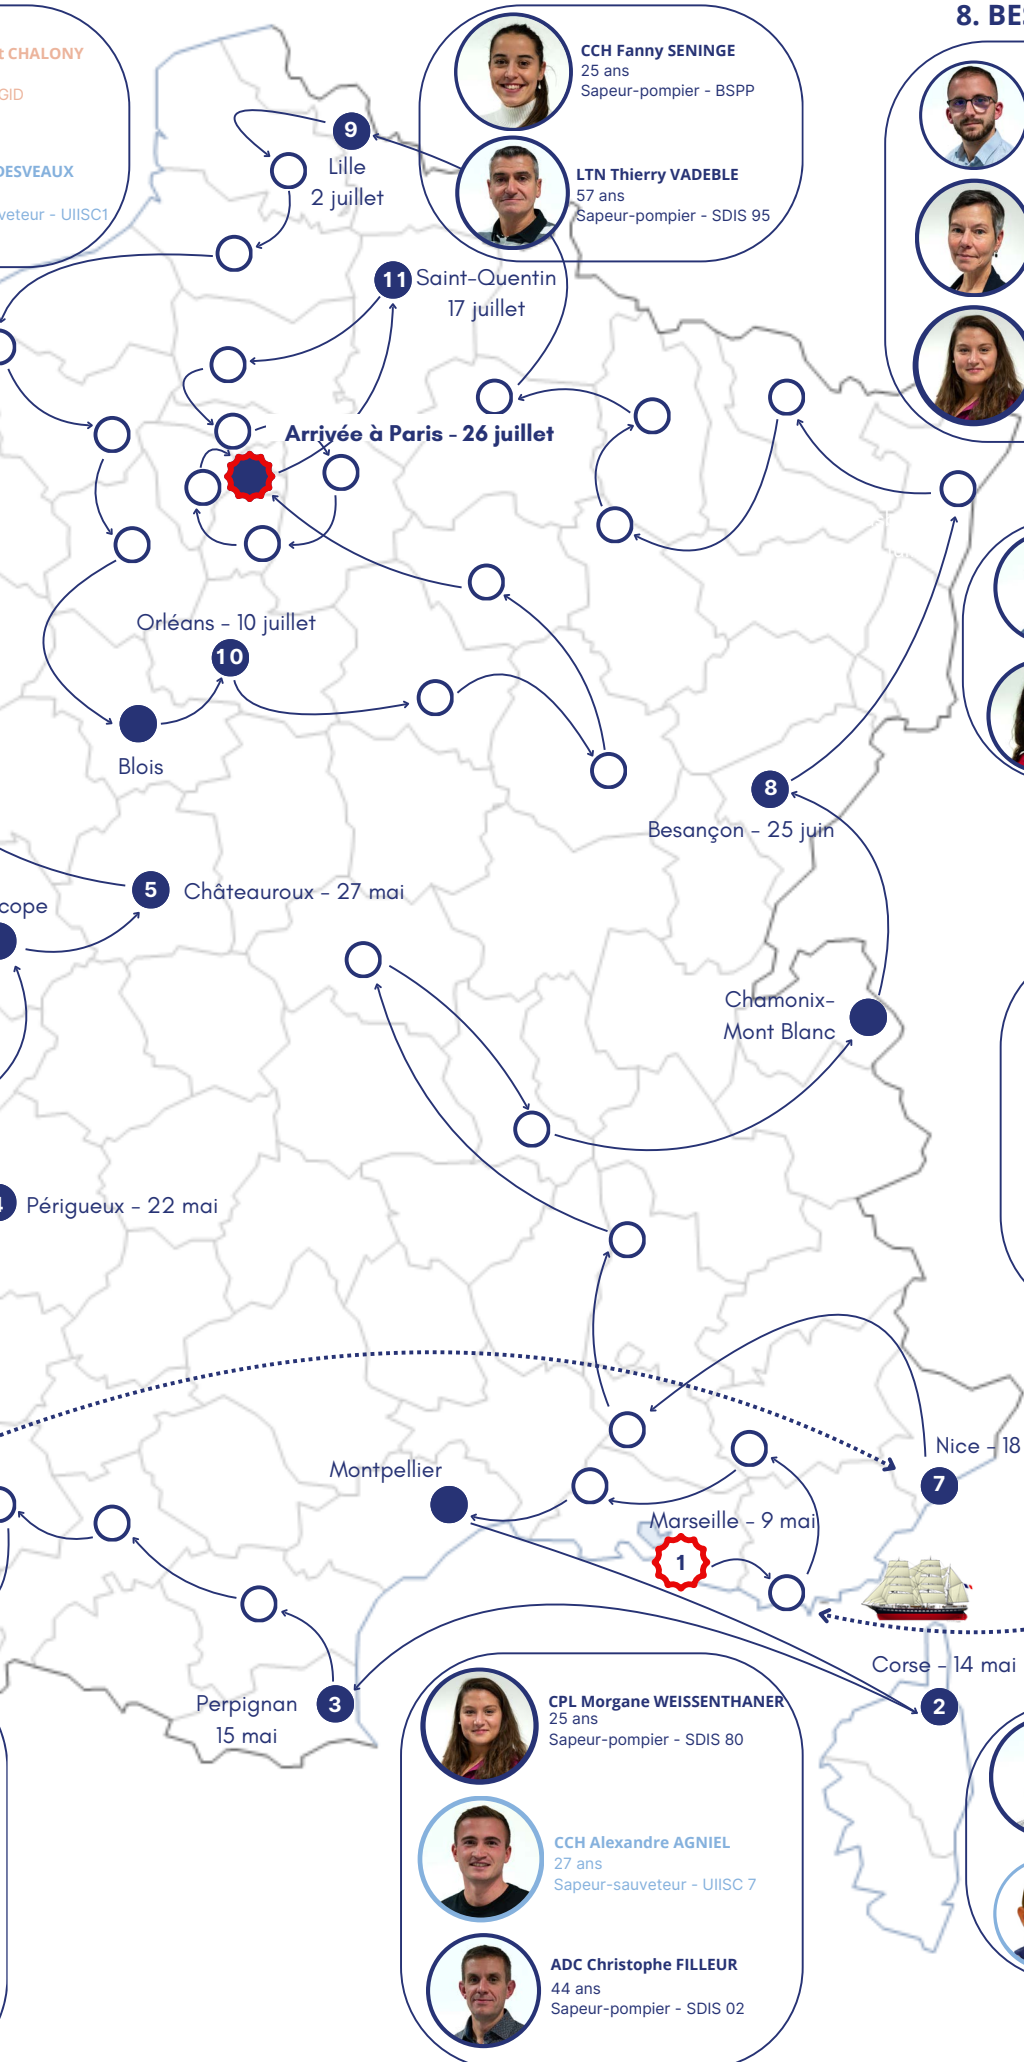 8. BES
t CHALONY
GID
DESVEAUX
veteur - UIISC1
CCH Fanny SENINGE
25 ans
Sapeur-pompier - BSPP
LTN Thierry VADEBLE
57 ans
Sapeur-pompier - SDIS 95
9
Lille
2 juillet
11
Saint-Quentin
17 juillet
Arrivée à Paris - 26 juillet
Orléans - 10 juillet
10
Blois
8
Besançon - 25 juin
5
Châteauroux - 27 mai
cope
Chamonix-
Mont Blanc
Périgueux - 22 mai
Nice - 18
7
Montpellier
Marseille - 9 mai
1
Corse - 14 mai
2
Perpignan
15 mai
3
CPL Morgane WEISSENTHANER
25 ans
Sapeur-pompier - SDIS 80
CCH Alexandre AGNIEL
27 ans
Sapeur-sauveteur - UIISC 7
ADC Christophe FILLEUR
44 ans
Sapeur-pompier - SDIS 02